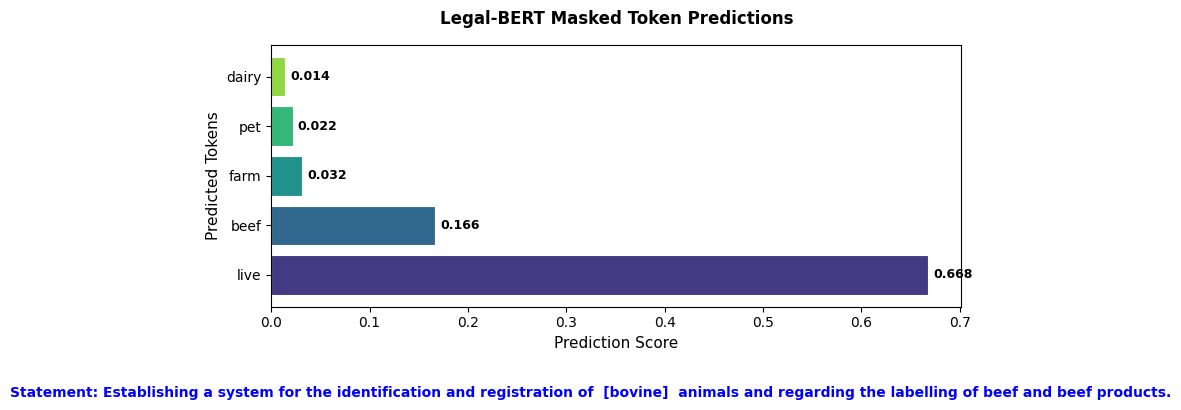 Legal-BERT Masked Token Predictions
dairy 0.014
pet 0.022
farm 0.032
beef 0.166
live 0.668
Predicted Tokens
0.0 0.1 0.2 0.3 0.4 0.5 0.6 0.7
Prediction Score
Statement: Establishing a system for the identification and registration of  [bovine]  animals and regarding the labelling of beef and beef products.